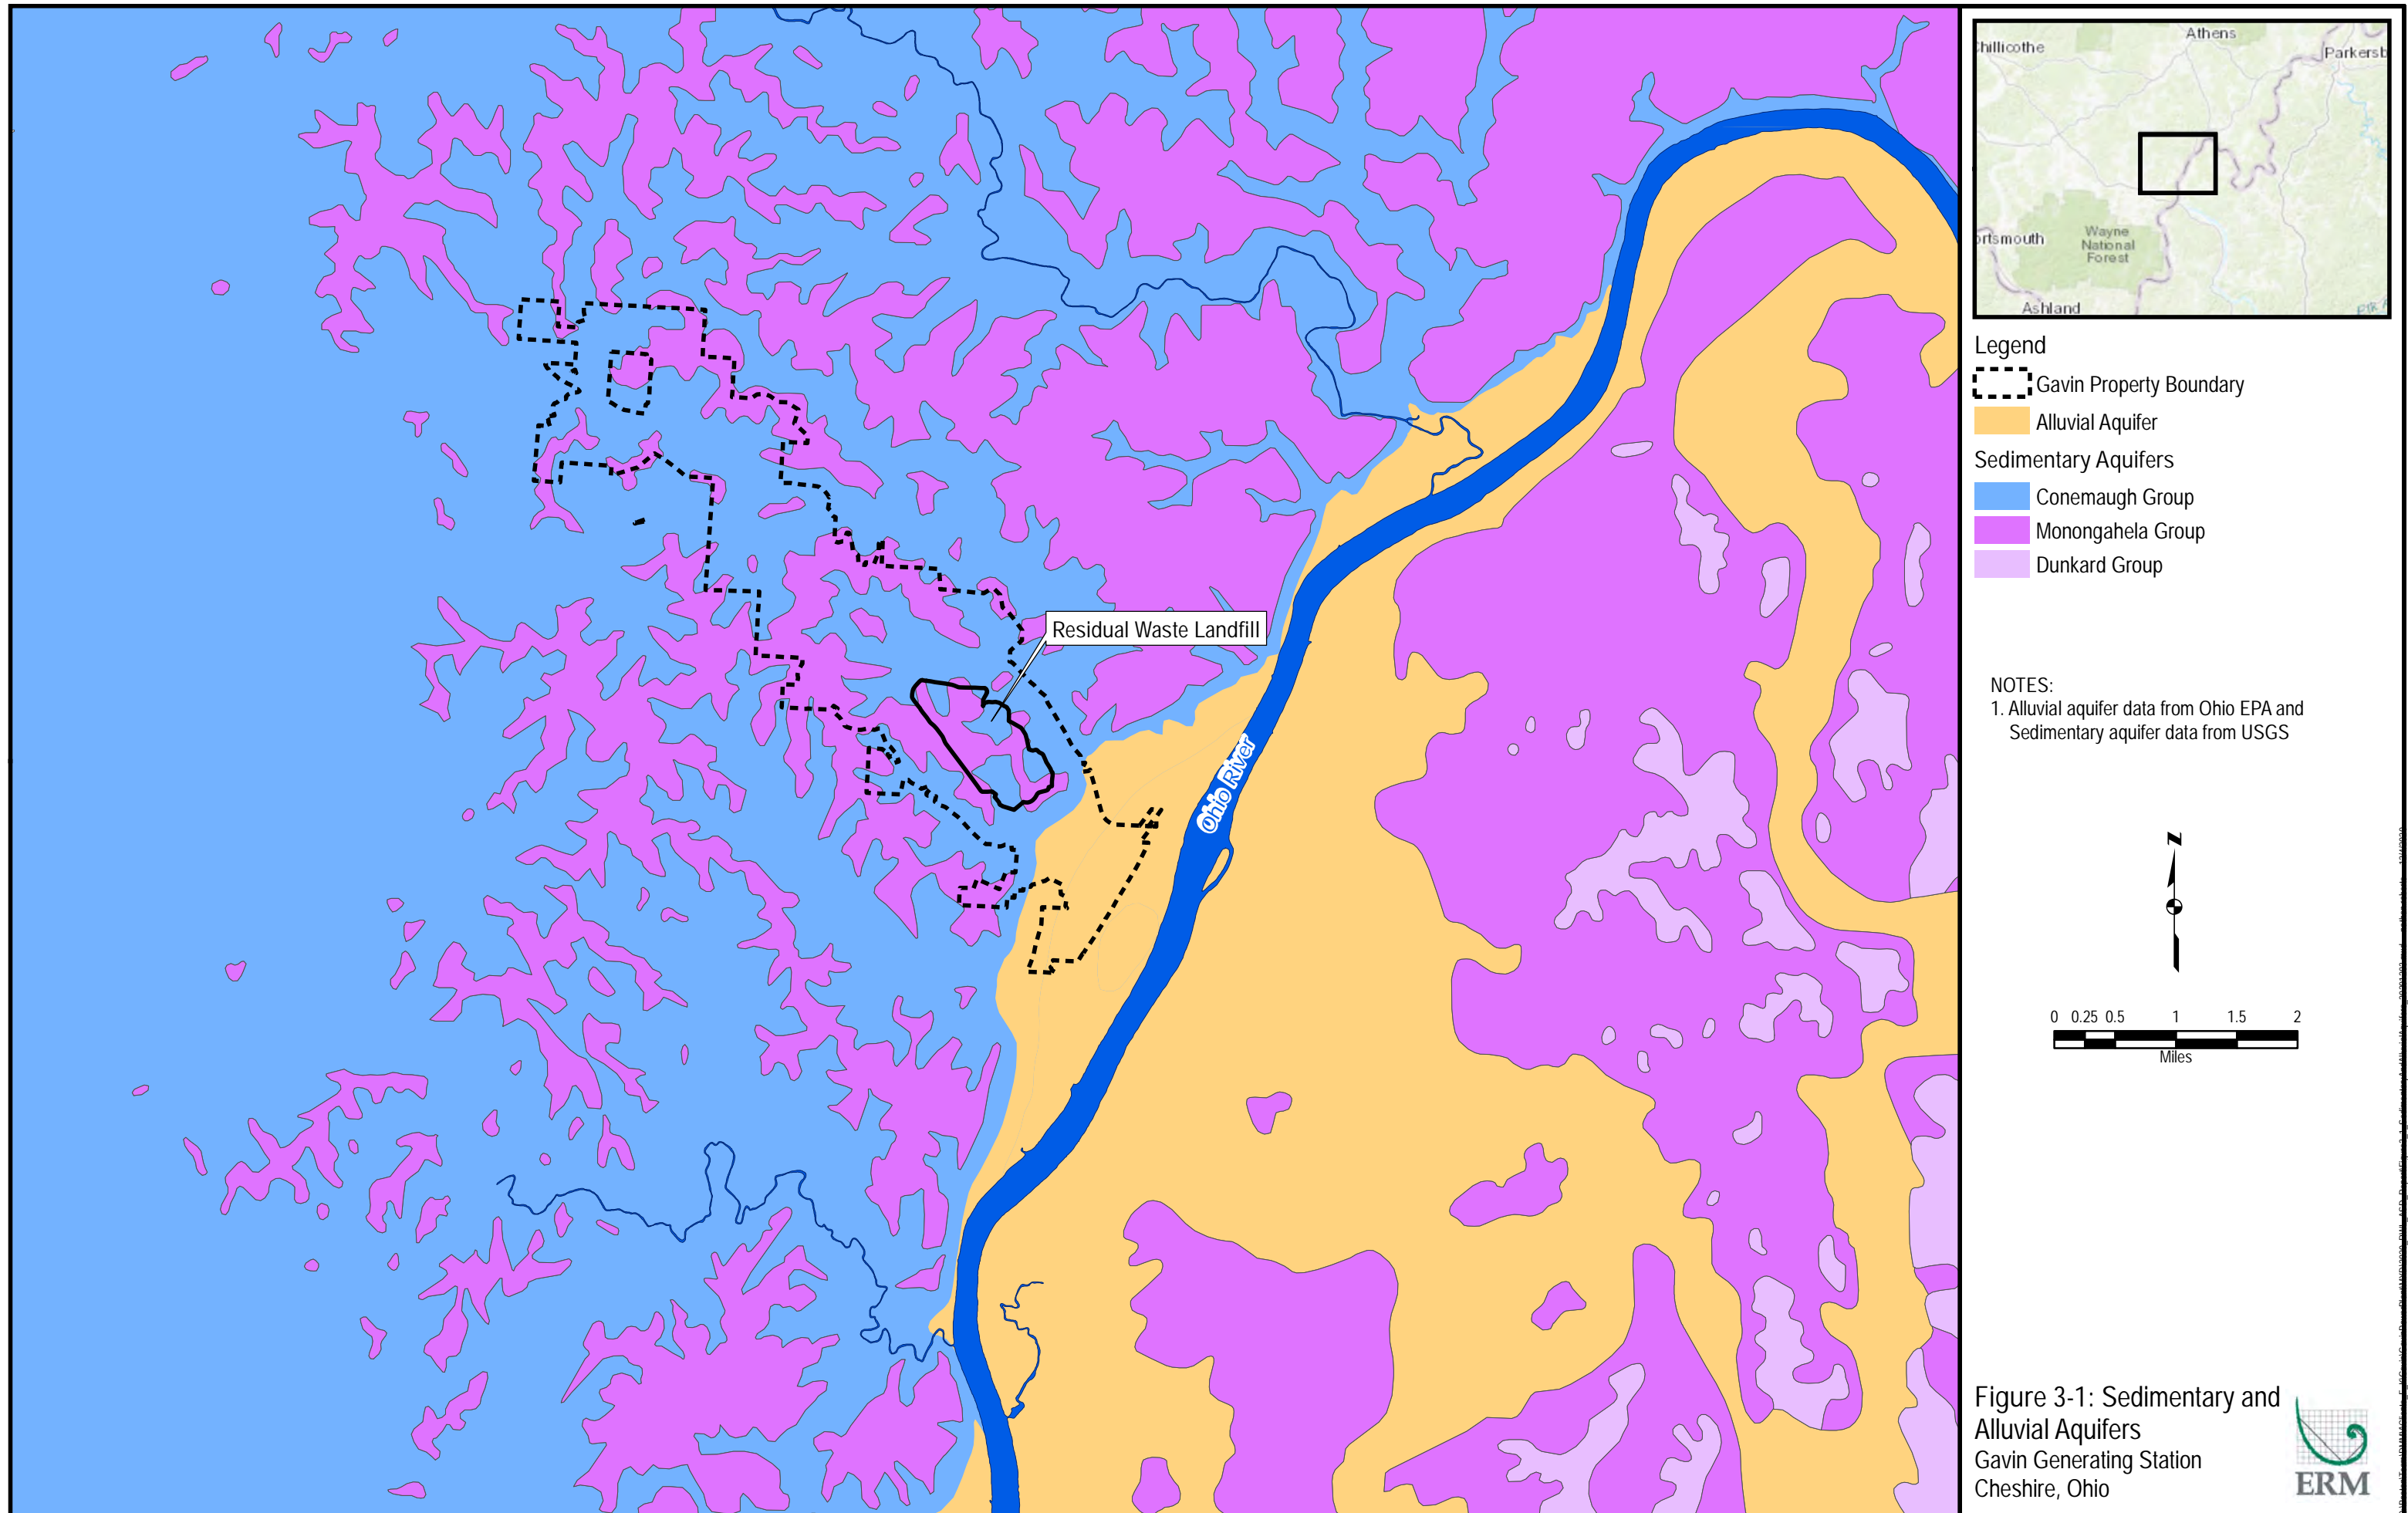 Residual Waste Landfill
Ohio River
Chillicothe
Athens
Parkersb
ortsmouth
Wayne
National
Forest
Ashland
Legend
Gavin Property Boundary
Alluvial Aquifer
Sedimentary Aquifers
Conemaugh Group
Monongahela Group
Dunkard Group
NOTES:
1. Alluvial aquifer data from Ohio EPA and
Sedimentary aquifer data from USGS
N
0 0.25 0.5 1 1.5 2
Miles
Figure 3-1: Sedimentary and
Alluvial Aquifers
Gavin Generating Station
Cheshire, Ohio
ERM